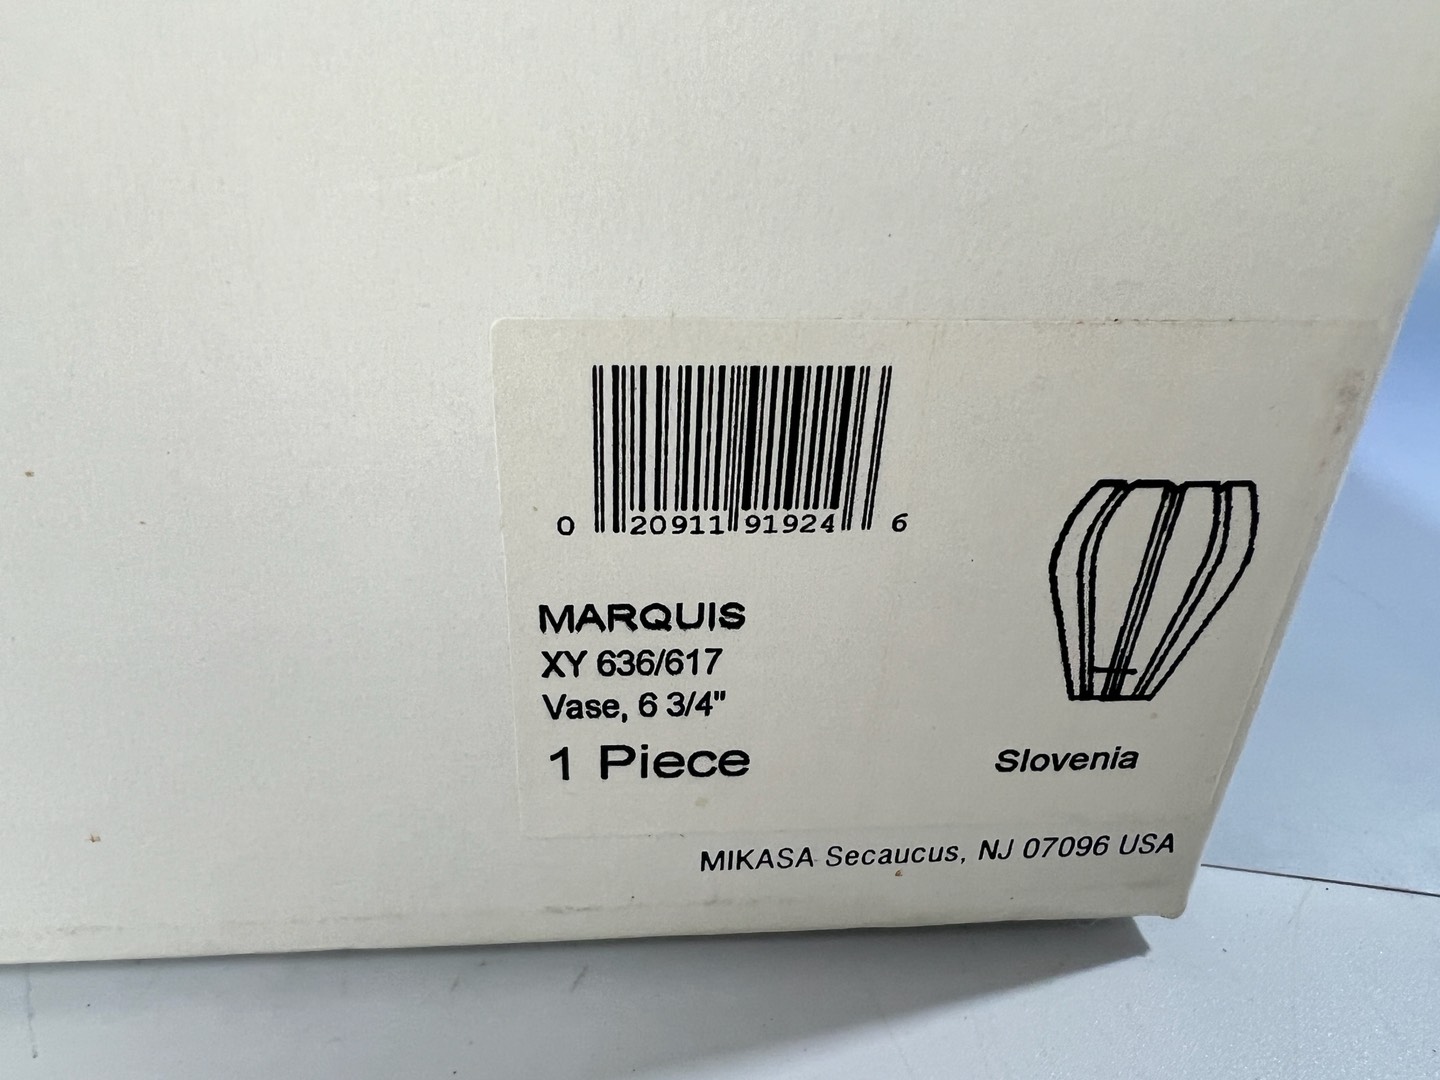 0 20911 91924 6
MARQUIS
XY 636/617
Vase, 6 3/4"
1 Piece
Slovenia
MIKASA Secaucus, NJ 07096 USA